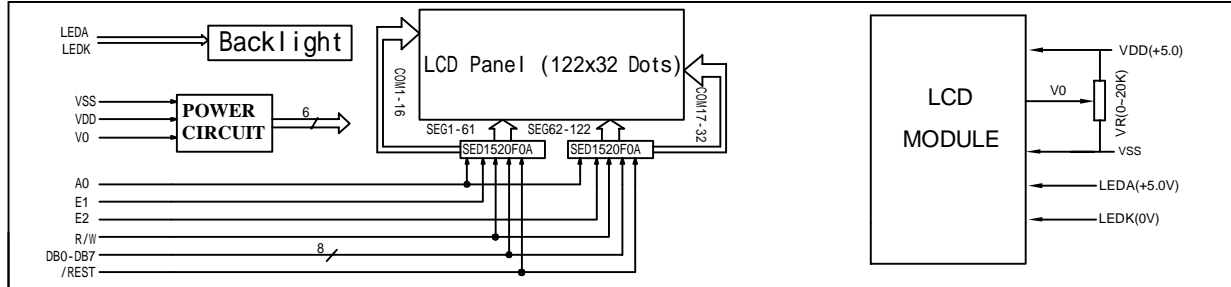 LEDA
LEDK
Backlight
LCD Panel (122x32 Dots)
COM1-16
COM17-32
VSS
VDD
V0
POWER
CIRCUIT
6
SEG1-61
SEG62-122
SED1520F0A
SED1520F0A
A0
E1
E2
R/W
DB0-DB7
8
/REST
LCD
MODULE
VDD(+5.0)
V0
VR(0~20K)
VSS
LEDA(+5.0V)
LEDK(0V)